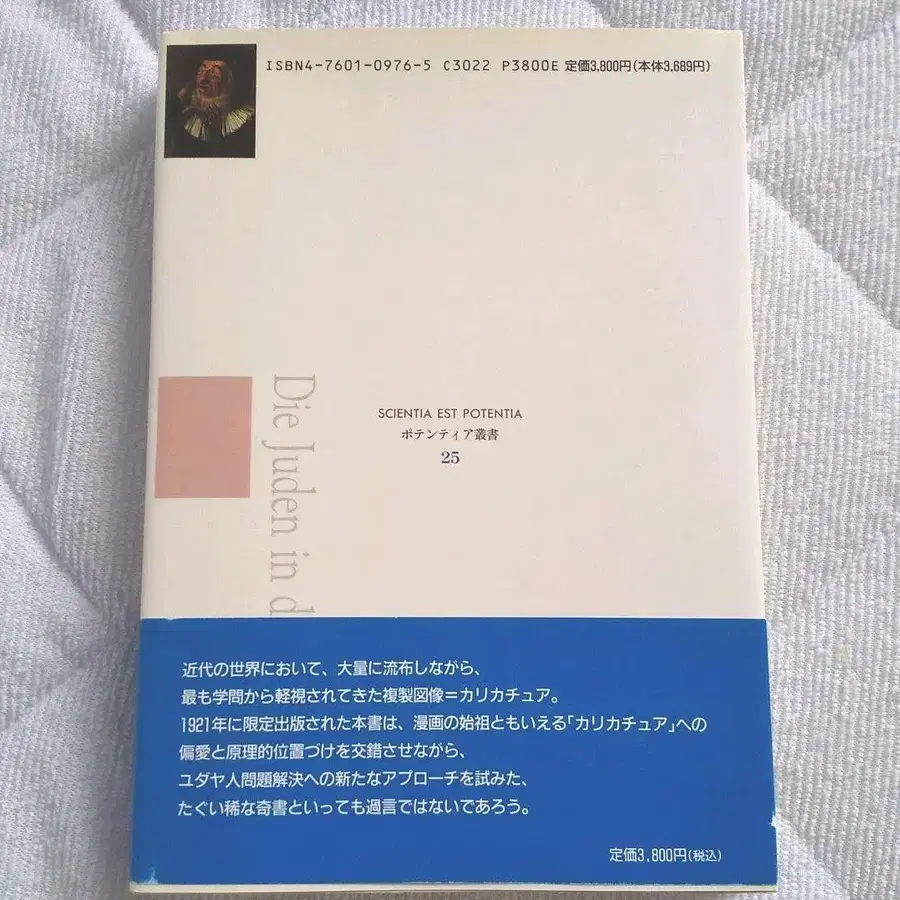 ISBN4-7601-0976-5 C3022 P3800E 定価3,800円(本体3,689円)
Die Juden in d
SCIENTIA EST POTENTIA
ポテンティア叢書
25
近代の世界において、大量に流布しながら、
最も学問から軽視されてきた複製図像=カリカチュア。
1921年に限定出版された本書は、漫画の始祖ともいえる「カリカチュア」への
偏愛と原理的位置づけを交錯させながら、
ユダヤ人問題解決への新たなアプローチを試みた、
たぐい稀な奇書といっても過言ではないであろう。
定価3,800円(税込)